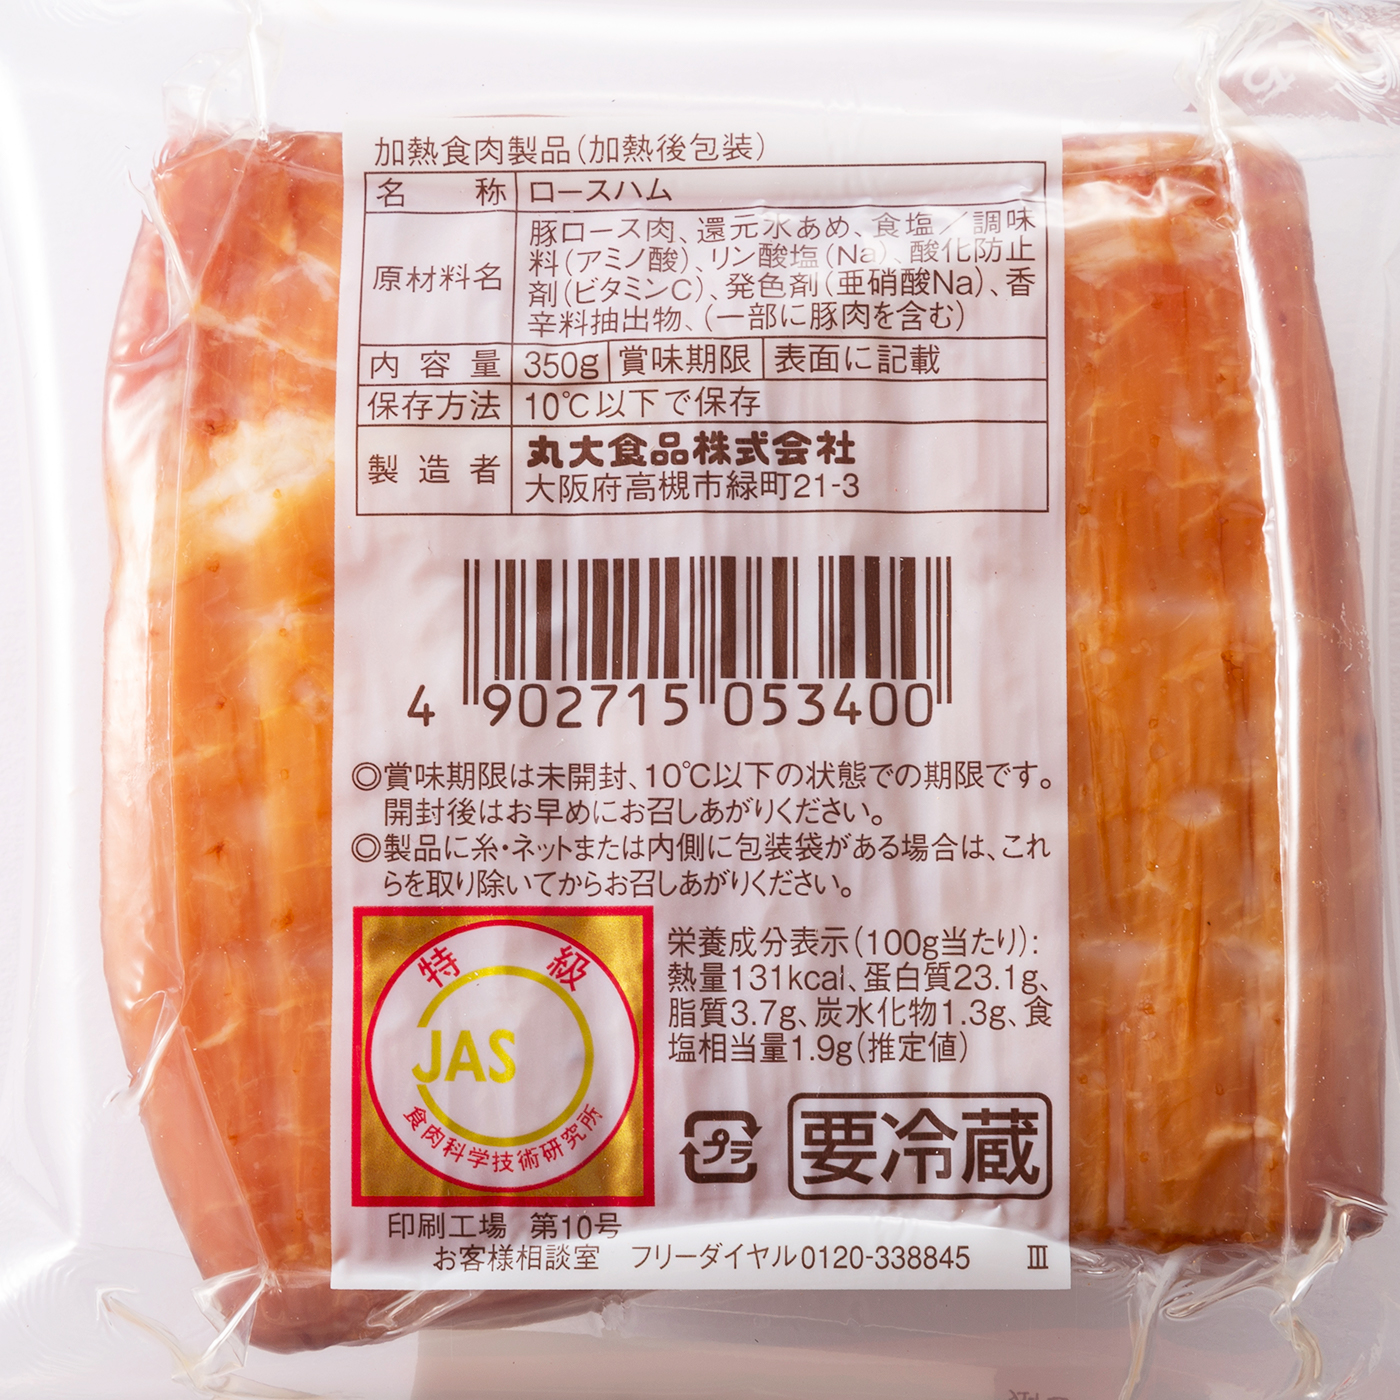 加熱食肉製品(加熱後包装)
名称 ロースハム
原材料名 豚ロース肉、還元水あめ、食塩／調味
料(アミノ酸)、リン酸塩(Na)、酸化防止
剤(ビタミンC)、発色剤(亜硝酸Na)、香
辛料抽出物、(一部に豚肉を含む)
内容量 350g 賞味期限 表面に記載
保存方法 10℃以下で保存
製造者 丸大食品株式会社
大阪府高槻市緑町21-3
4 902715 053400
◎賞味期限は未開封、10℃以下の状態での期限です。
開封後はお早めにお召しあがりください。
◎製品に糸・ネットまたは内側に包装袋がある場合は、これ
らを取り除いてからお召しあがりください。
特級
JAS
食肉科学技術研究所
栄養成分表示(100g当たり):
熱量131kcal、蛋白質23.1g、
脂質3.7g、炭水化物1.3g、食
塩相当量1.9g(推定値)
プラ
要冷蔵
印刷工場 第10号
お客様相談室 フリーダイヤル0120-338845 Ⅲ